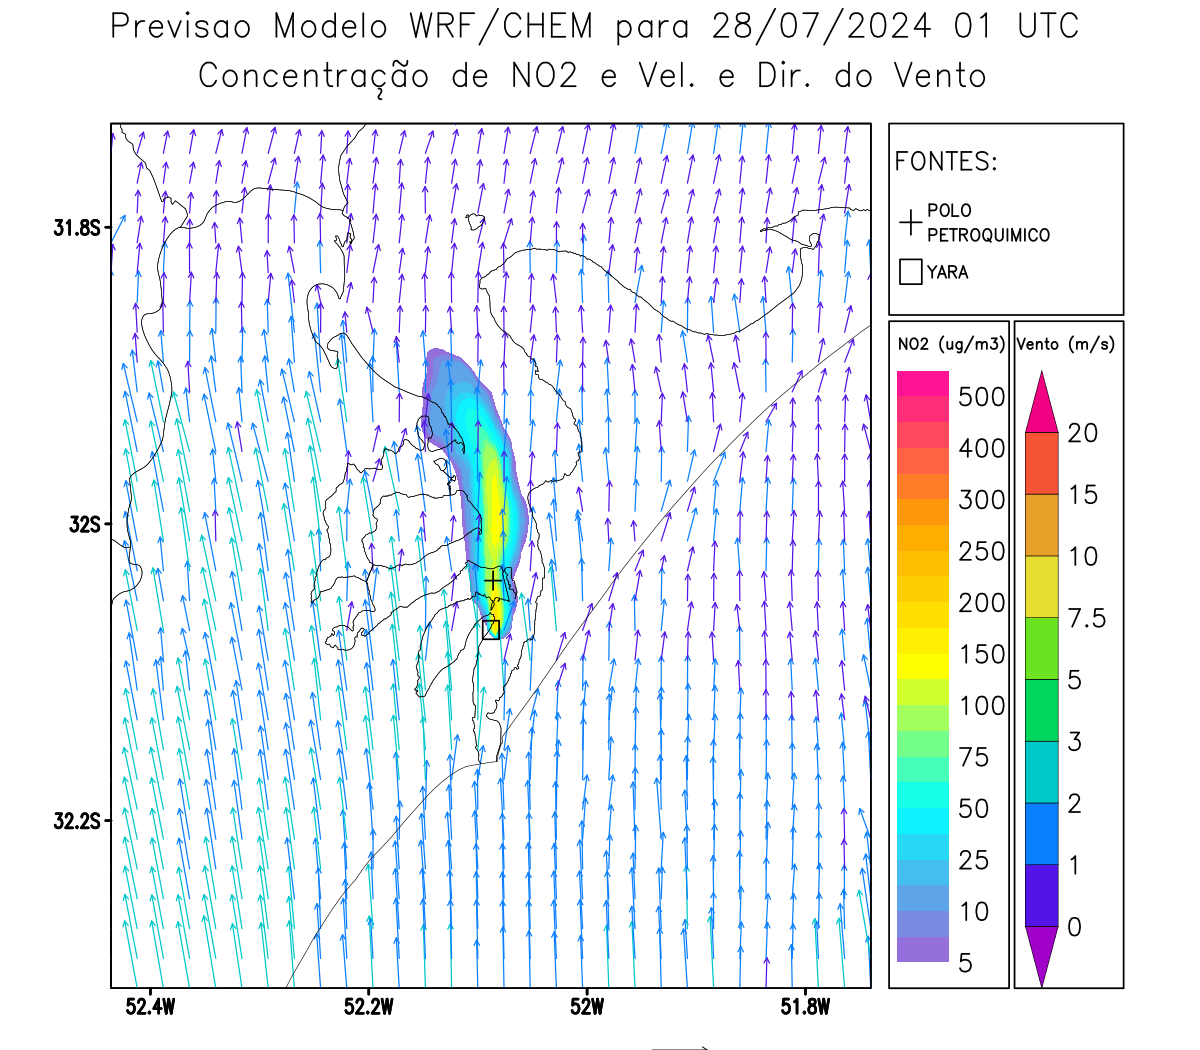 Previsao Modelo WRF/CHEM para 28/07/2024 01 UTC
Concentração de NO2 e Vel. e Dir. do Vento
FONTES:
POLO
PETROQUIMICO
YARA
31.8S
32S
32.2S
52.4W
52.2W
52W
51.8W
NO2 (ug/m3)
500
400
300
250
200
150
100
75
50
25
10
5
Vento (m/s)
20
15
10
7.5
5
3
2
1
0